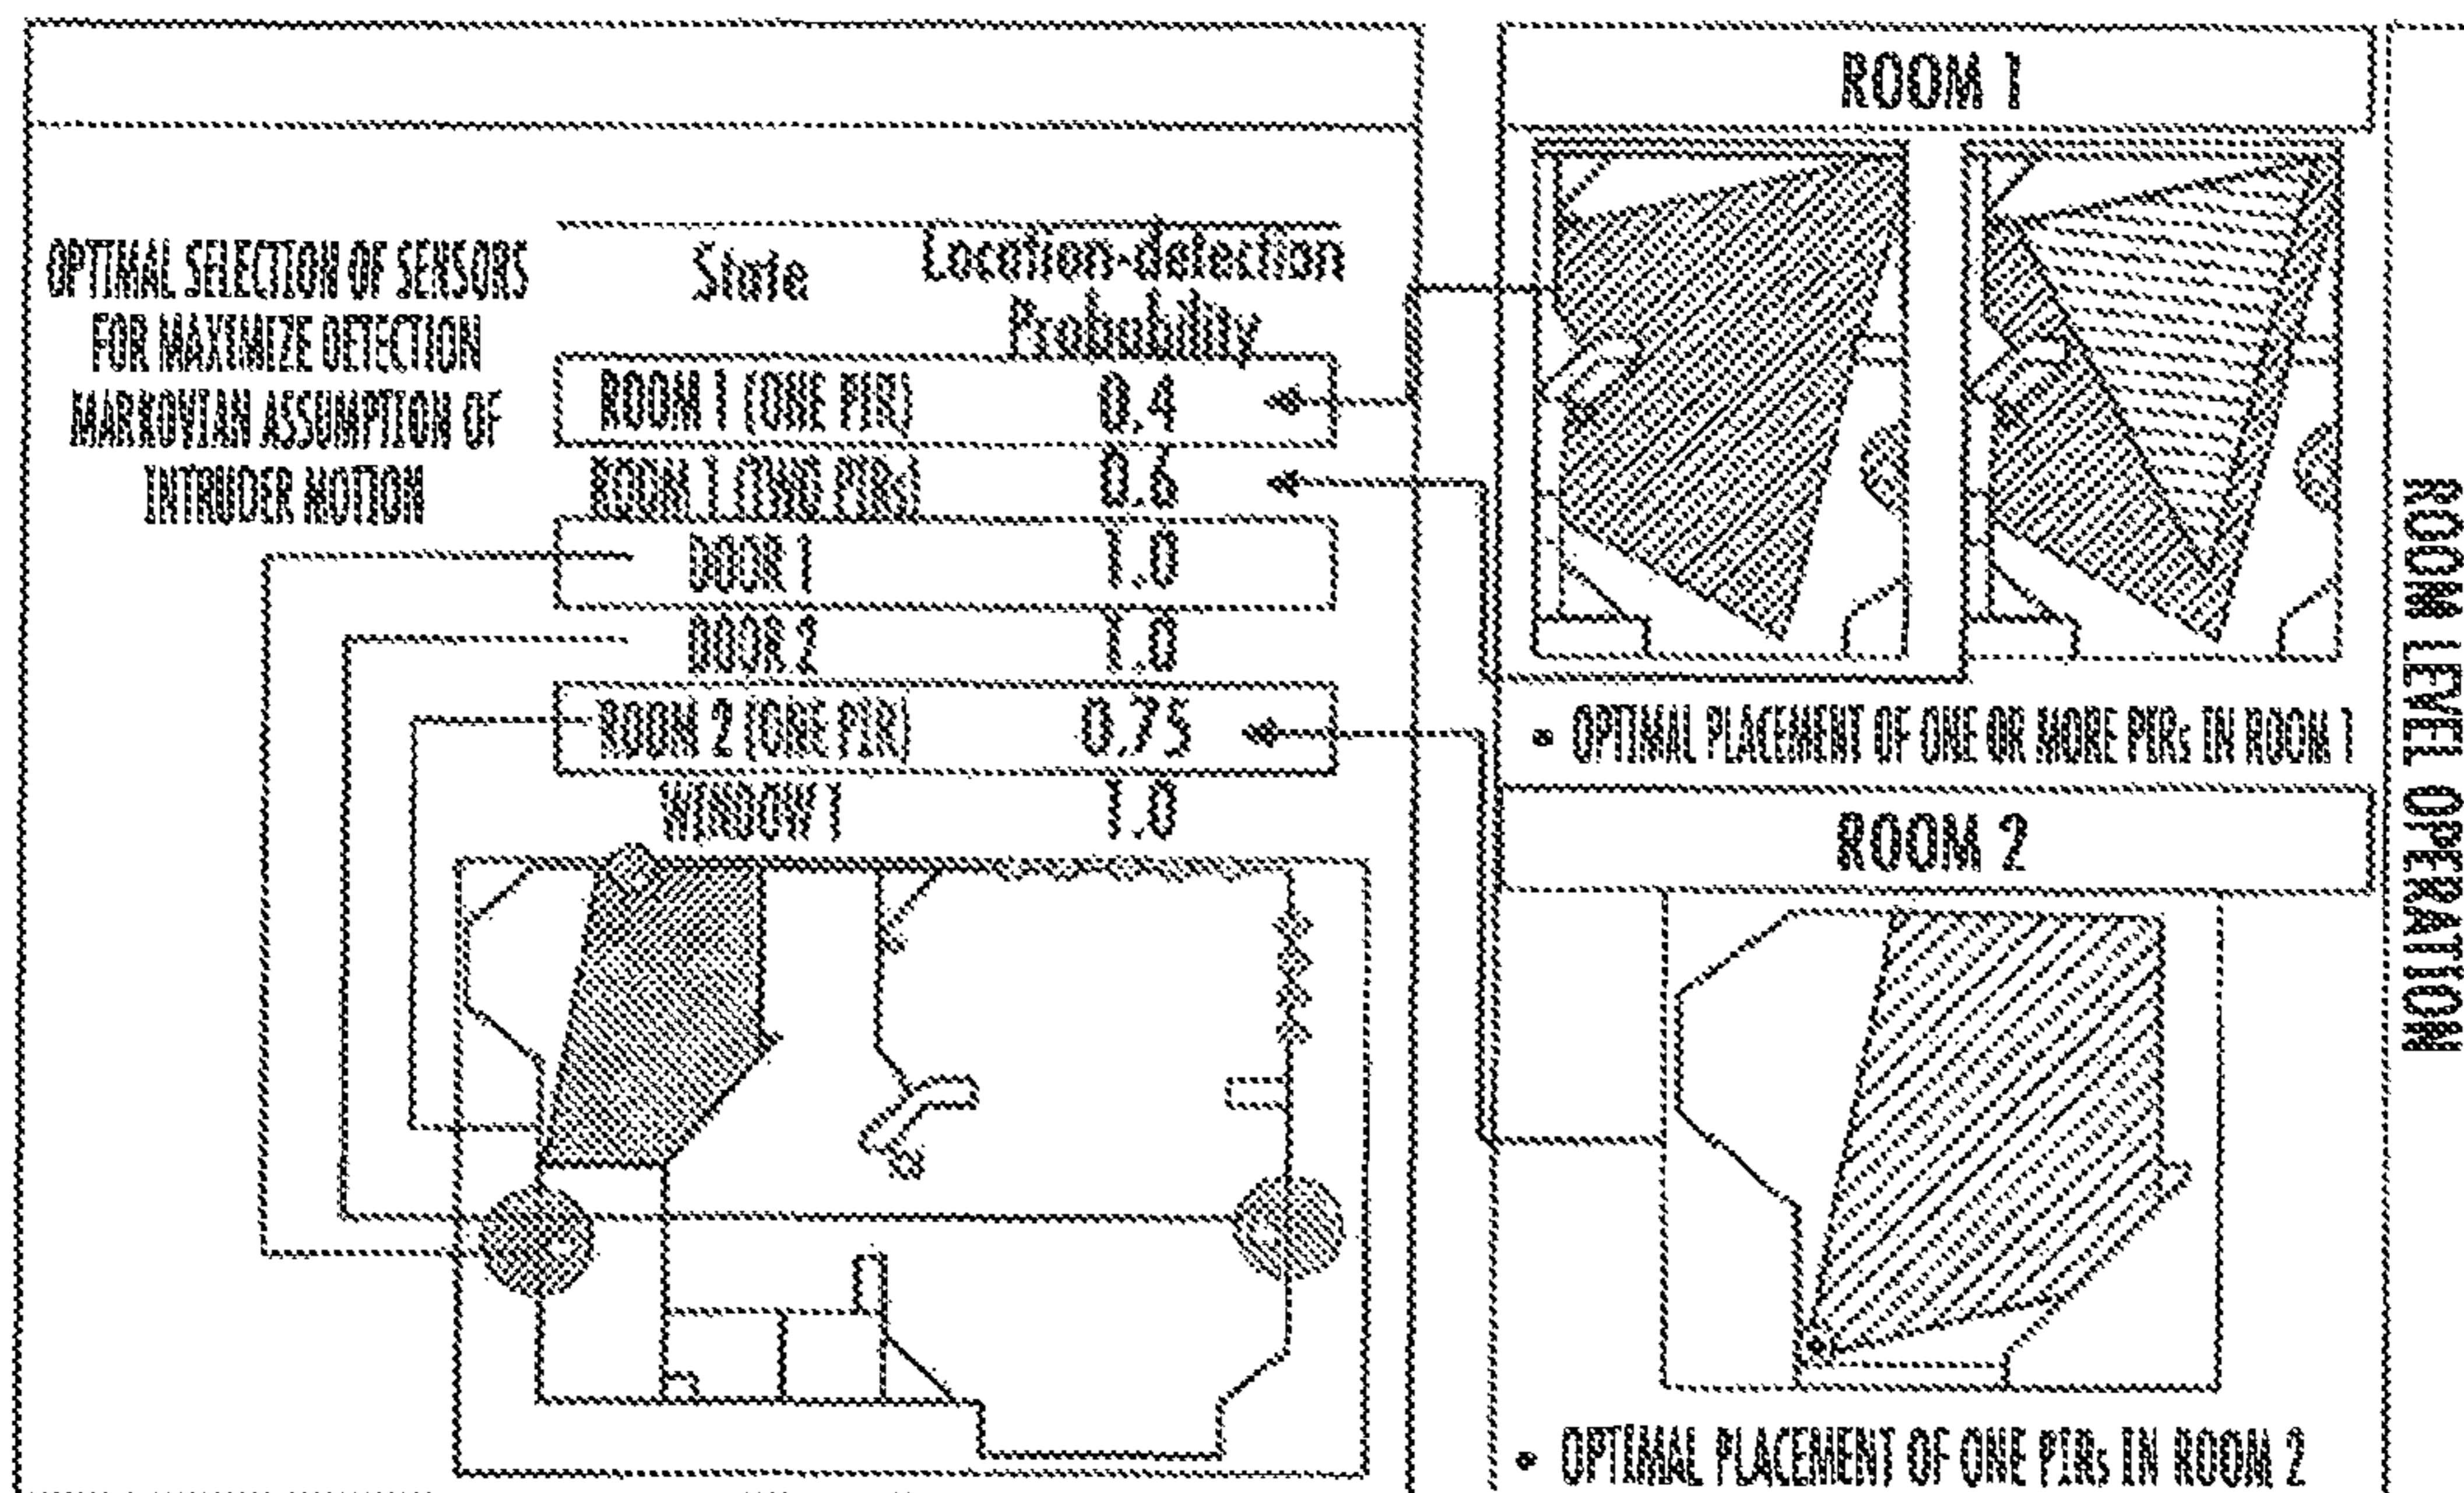 OPTIMAL SELECTION OF SENSORS
FOR MAXIMIZE DETECTION
MARKOVIAN ASSUMPTION OF
INTRUDER MOTION
State Location-detection Probability
ROOM 1 (ONE PIR) 0.4
ROOM 1 (TWO PIRs) 0.6
DOOR 1 1.0
DOOR 2 1.0
ROOM 2 (ONE PIR) 0.75
WINDOW 1 1.0
ROOM 1
• OPTIMAL PLACEMENT OF ONE OR MORE PIRs IN ROOM 1
ROOM 2
• OPTIMAL PLACEMENT OF ONE PIRs IN ROOM 2
ROOM LEVEL OPERATION